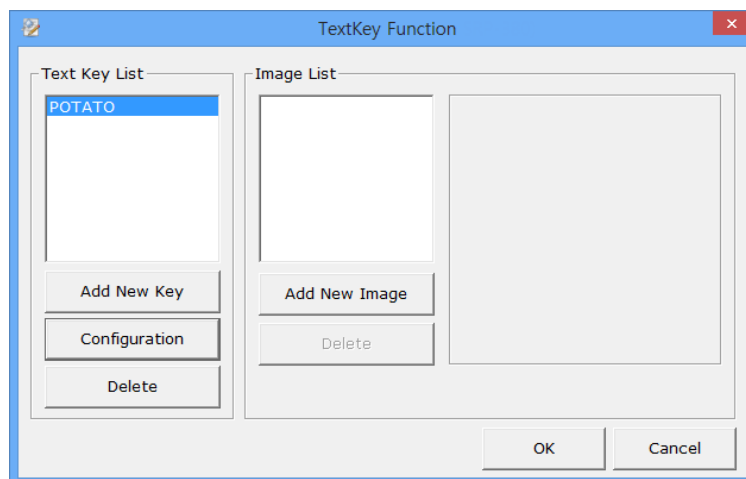 TextKey Function
Text Key List
POTATO
Add New Key
Configuration
Delete
Image List
Add New Image
Delete
OK
Cancel